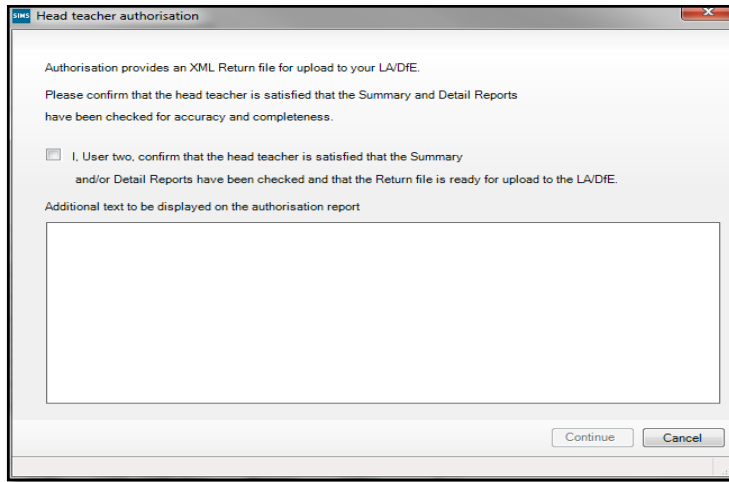 SIMS Head teacher authorisation
Authorisation provides an XML Return file for upload to your LA/DfE.
Please confirm that the head teacher is satisfied that the Summary and Detail Reports
have been checked for accuracy and completeness.
I, User two, confirm that the head teacher is satisfied that the Summary
and/or Detail Reports have been checked and that the Return file is ready for upload to the LA/DfE.
Additional text to be displayed on the authorisation report
Continue Cancel